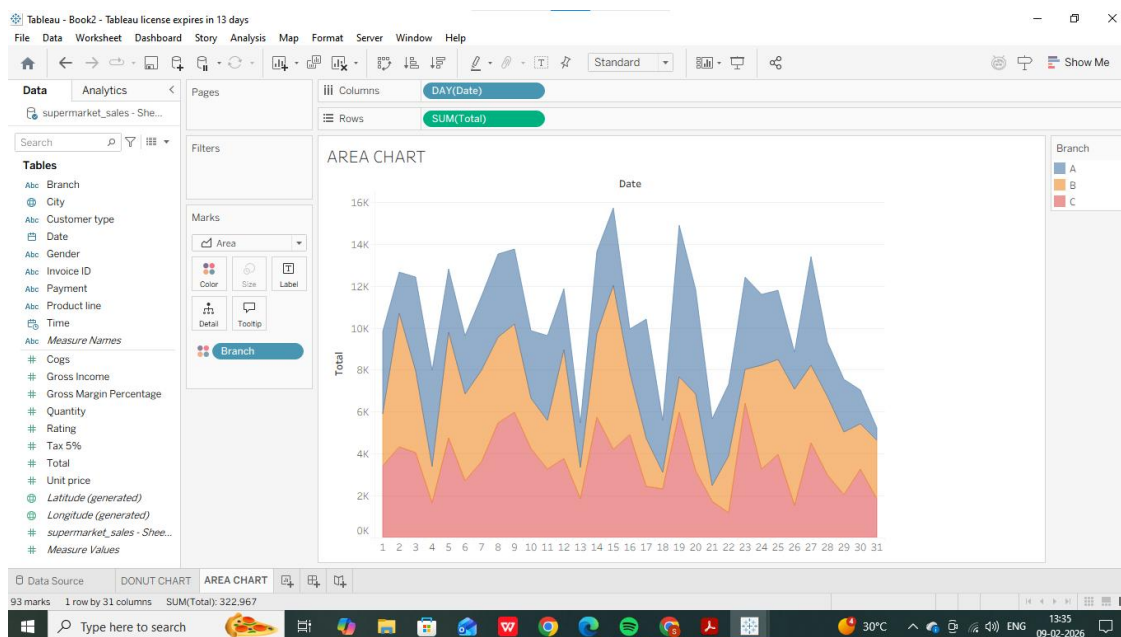 Tableau - Book2 - Tableau license expires in 13 days
File Data Worksheet Dashboard Story Analysis Map Format Server Window Help
Standard
Show Me
Data Analytics
supermarket_sales - She...
Search
Tables
Abc Branch
City
Abc Customer type
Date
Abc Gender
Abc Invoice ID
Abc Payment
Abc Product line
Time
Abc Measure Names
# Cogs
# Gross Income
# Gross Margin Percentage
# Quantity
# Rating
# Tax 5%
# Total
# Unit price
Latitude (generated)
Longitude (generated)
# supermarket_sales - Shee...
# Measure Values
Pages
Filters
Marks
Area
Color Size Label
Detail Tooltip
Branch
Columns DAY(Date)
Rows SUM(Total)
AREA CHART
Date
16K
14K
12K
10K
8K
6K
4K
2K
0K
Total
1 2 3 4 5 6 7 8 9 10 11 12 13 14 15 16 17 18 19 20 21 22 23 24 25 26 27 28 29 30 31
Branch
A
B
C
Data Source DONUT CHART AREA CHART
93 marks 1 row by 31 columns SUM(Total): 322,967
Type here to search
30°C
ENG
13:35
09-02-2026